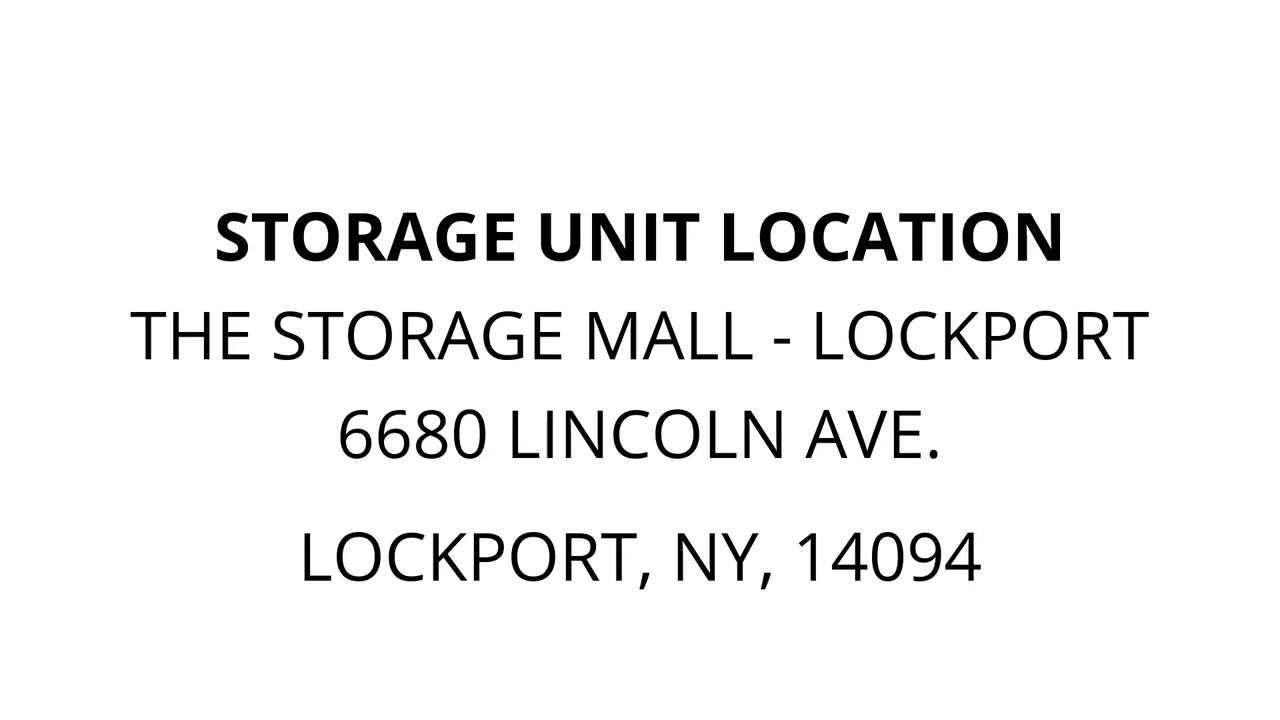 STORAGE UNIT LOCATION
THE STORAGE MALL - LOCKPORT
6680 LINCOLN AVE.
LOCKPORT, NY, 14094